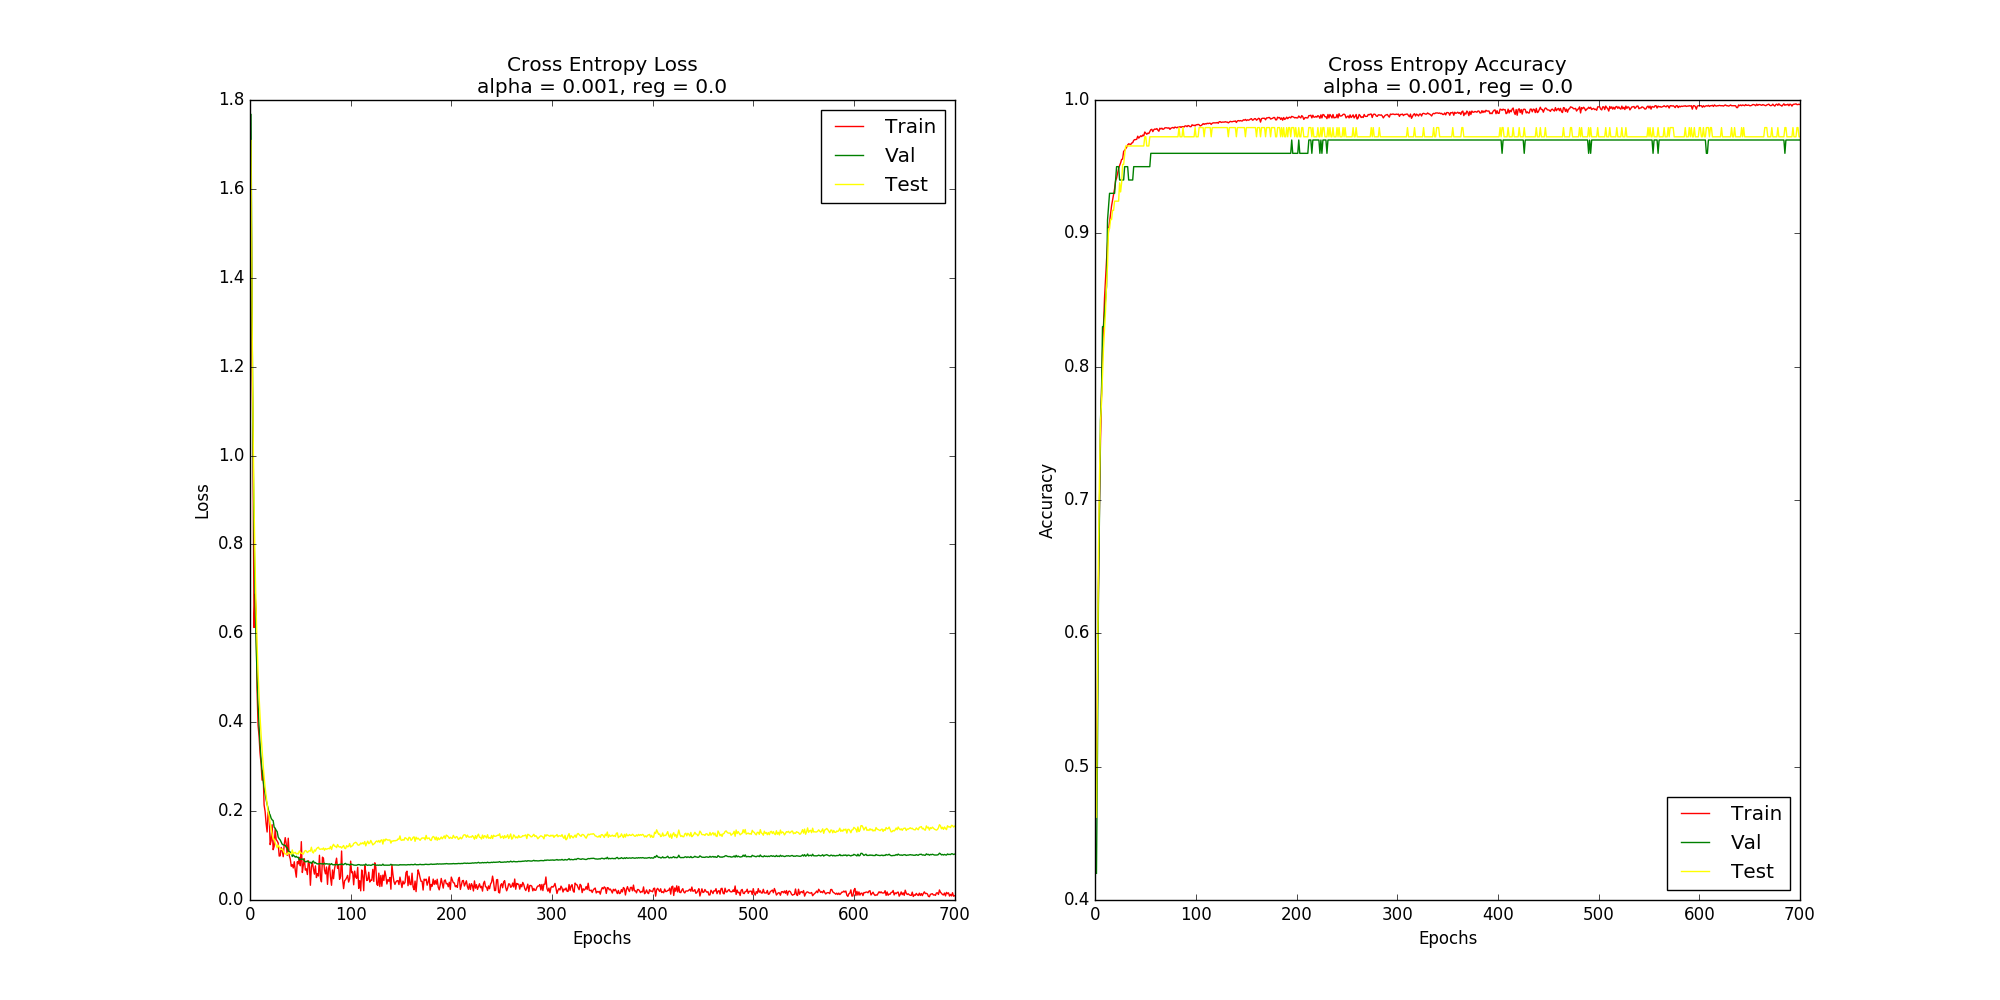 Cross Entropy Loss
alpha = 0.001, reg = 0.0
1.8
1.6
1.4
1.2
1.0
0.8
0.6
0.4
0.2
0.0
Loss
0 100 200 300 400 500 600 700
Epochs
Train
Val
Test
Cross Entropy Accuracy
alpha = 0.001, reg = 0.0
1.0
0.9
0.8
0.7
0.6
0.5
0.4
Accuracy
0 100 200 300 400 500 600 700
Epochs
Train
Val
Test